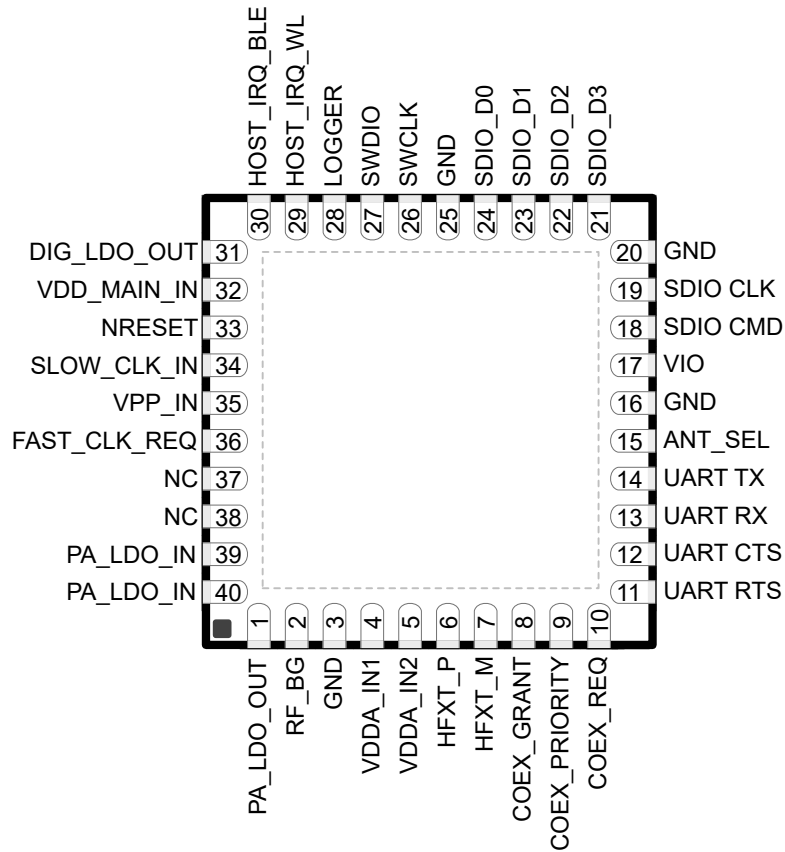 HOST_IRQ_BLE
HOST_IRQ_WL
LOGGER
SWDIO
SWCLK
GND
SDIO_D0
SDIO_D1
SDIO_D2
SDIO_D3
30
29
28
27
26
25
24
23
22
21
DIG_LDO_OUT 31
VDD_MAIN_IN 32
NRESET 33
SLOW_CLK_IN 34
VPP_IN 35
FAST_CLK_REQ 36
NC 37
NC 38
PA_LDO_IN 39
PA_LDO_IN 40
20 GND
19 SDIO CLK
18 SDIO CMD
17 VIO
16 GND
15 ANT_SEL
14 UART TX
13 UART RX
12 UART CTS
11 UART RTS
1
2
3
4
5
6
7
8
9
10
PA_LDO_OUT
RF_BG
GND
VDDA_IN1
VDDA_IN2
HFXT_P
HFXT_M
COEX_GRANT
COEX_PRIORITY
COEX_REQ